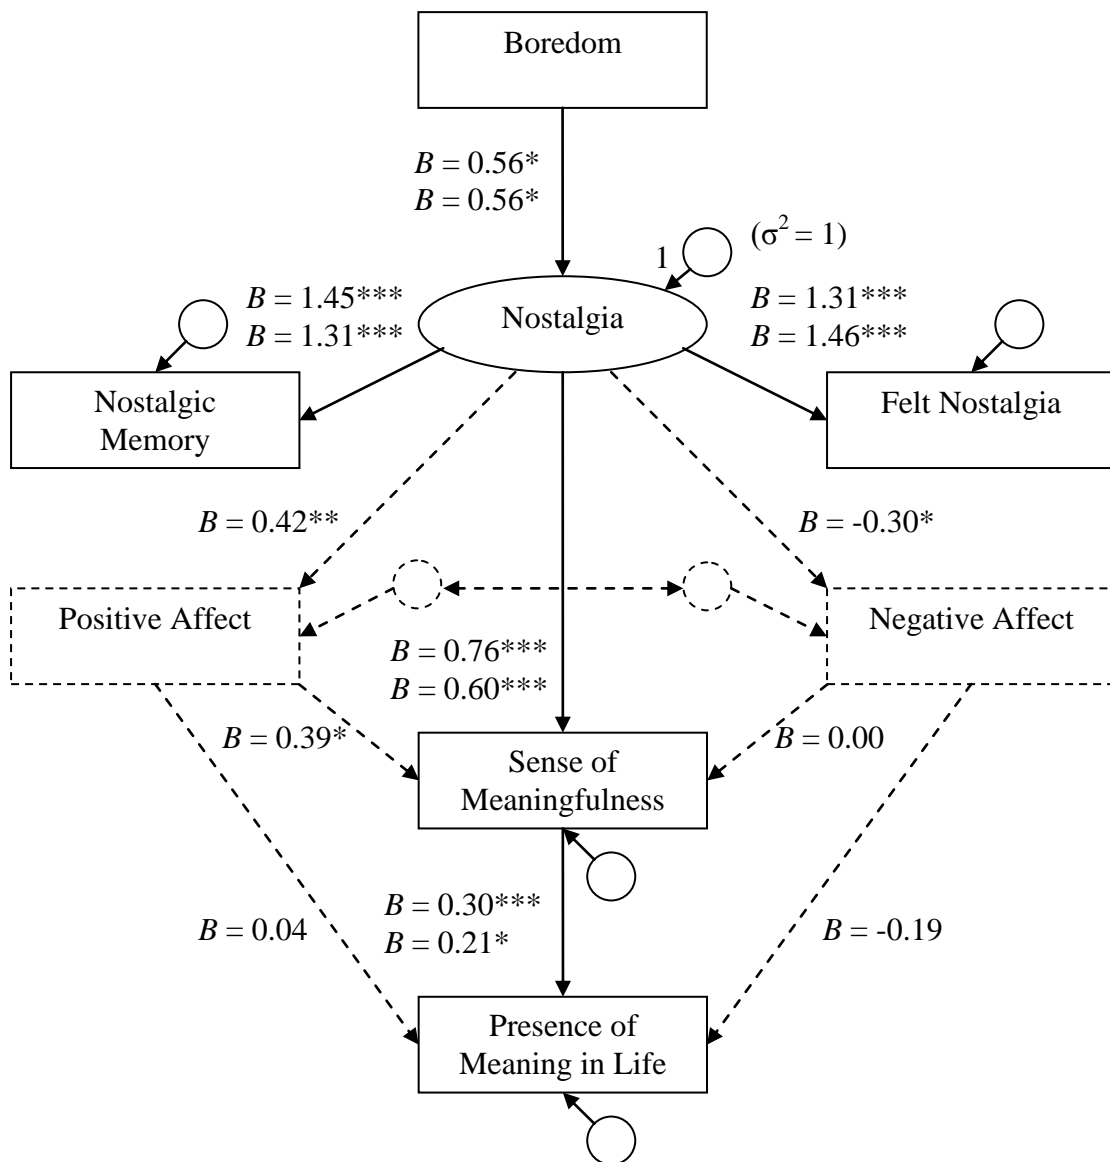 Boredom
B = 0.56*
B = 0.56*
(σ² = 1)
1
B = 1.45***
B = 1.31***
Nostalgia
B = 1.31***
B = 1.46***
Nostalgic
Memory
Felt Nostalgia
B = 0.42**
B = -0.30*
Positive Affect
Negative Affect
B = 0.76***
B = 0.60***
B = 0.39*
B = 0.00
Sense of
Meaningfulness
B = 0.30***
B = 0.21*
B = 0.04
B = -0.19
Presence of
Meaning in Life